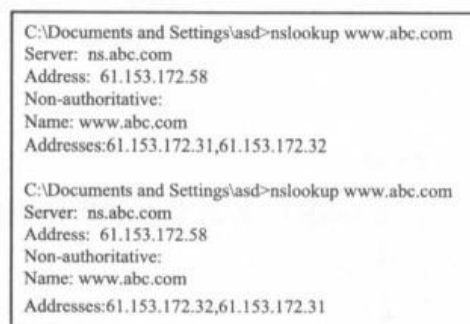 C:\Documents and Settings\asd>nslookup www.abc.com
Server: ns.abc.com
Address: 61.153.172.58
Non-authoritative:
Name: www.abc.com
Addresses:61.153.172.31,61.153.172.32
C:\Documents and Settings\asd>nslookup www.abc.com
Server: ns.abc.com
Address: 61.153.172.58
Non-authoritative:
Name: www.abc.com
Addresses:61.153.172.32,61.153.172.31